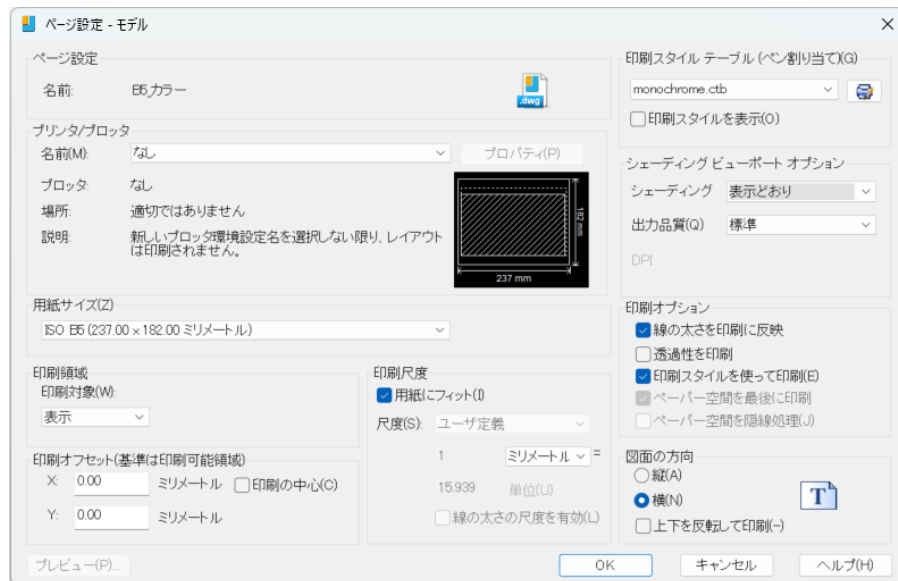 ページ設定 - モデル
ページ設定
名前: B5カラー
.dwg
プリンタ/プロッタ
名前(M): なし
プロパティ(P)
プロッタ: なし
場所: 適切ではありません
説明: 新しいプロッタ環境設定名を選択しない限り、レイアウト
は印刷されません。
182 mm
237 mm
用紙サイズ(Z)
ISO B5 (237.00 × 182.00 ミリメートル)
印刷領域
印刷対象(W):
表示
印刷オフセット(基準は印刷可能領域)
X: 0.00 ミリメートル 印刷の中心(C)
Y: 0.00 ミリメートル
印刷尺度
用紙にフィット(I)
尺度(S): ユーザ定義
1 ミリメートル =
15.939 単位(U)
線の太さの尺度を有効(L)
印刷スタイル テーブル (ペン割り当て)(G)
monochrome.ctb
印刷スタイルを表示(O)
シェーディング ビューポート オプション
シェーディング 表示どおり
出力品質(Q) 標準
DPI
印刷オプション
線の太さを印刷に反映
透過性を印刷
印刷スタイルを使って印刷(E)
ペーパー空間を最後に印刷
ペーパー空間を隠線処理(J)
図面の方向
縦(A)
横(N)
上下を反転して印刷(-)
T
プレビュー(P)...
OK
キャンセル
ヘルプ(H)